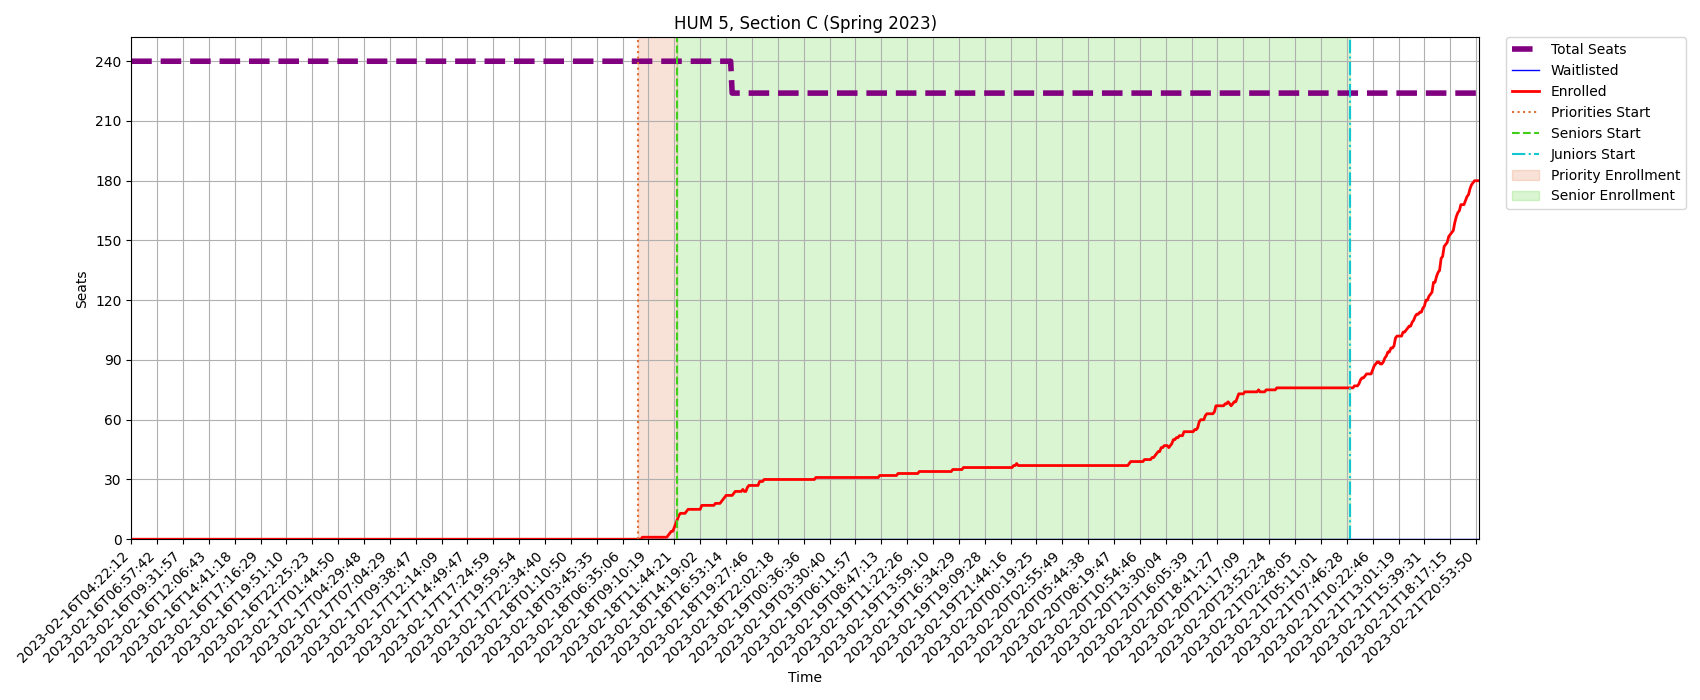 HUM 5, Section C (Spring 2023)
Total Seats
Waitlisted
Enrolled
Priorities Start
Seniors Start
Juniors Start
Priority Enrollment
Senior Enrollment
Seats
240
210
180
150
120
90
60
30
0
2023-02-16T04:22:12
2023-02-16T06:57:42
2023-02-16T09:31:57
2023-02-16T12:06:43
2023-02-16T14:41:18
2023-02-16T17:16:29
2023-02-16T19:51:10
2023-02-16T22:25:23
2023-02-17T01:44:50
2023-02-17T04:29:48
2023-02-17T07:04:29
2023-02-17T09:38:47
2023-02-17T12:14:09
2023-02-17T14:49:47
2023-02-17T17:24:59
2023-02-17T19:59:54
2023-02-17T22:34:40
2023-02-18T01:10:50
2023-02-18T03:45:35
2023-02-18T06:35:06
2023-02-18T09:10:19
2023-02-18T11:44:21
2023-02-18T14:19:02
2023-02-18T16:53:14
2023-02-18T19:27:46
2023-02-18T22:02:18
2023-02-19T00:36:36
2023-02-19T03:30:40
2023-02-19T06:11:57
2023-02-19T08:47:13
2023-02-19T11:22:26
2023-02-19T13:59:10
2023-02-19T16:34:29
2023-02-19T19:09:28
2023-02-19T21:44:16
2023-02-20T00:19:25
2023-02-20T02:55:49
2023-02-20T05:44:38
2023-02-20T08:19:47
2023-02-20T10:54:46
2023-02-20T13:30:04
2023-02-20T16:05:39
2023-02-20T18:41:27
2023-02-20T21:17:09
2023-02-20T23:52:24
2023-02-21T02:28:05
2023-02-21T05:11:01
2023-02-21T07:46:28
2023-02-21T10:22:46
2023-02-21T13:01:19
2023-02-21T15:39:31
2023-02-21T18:17:15
2023-02-21T20:53:50
Time